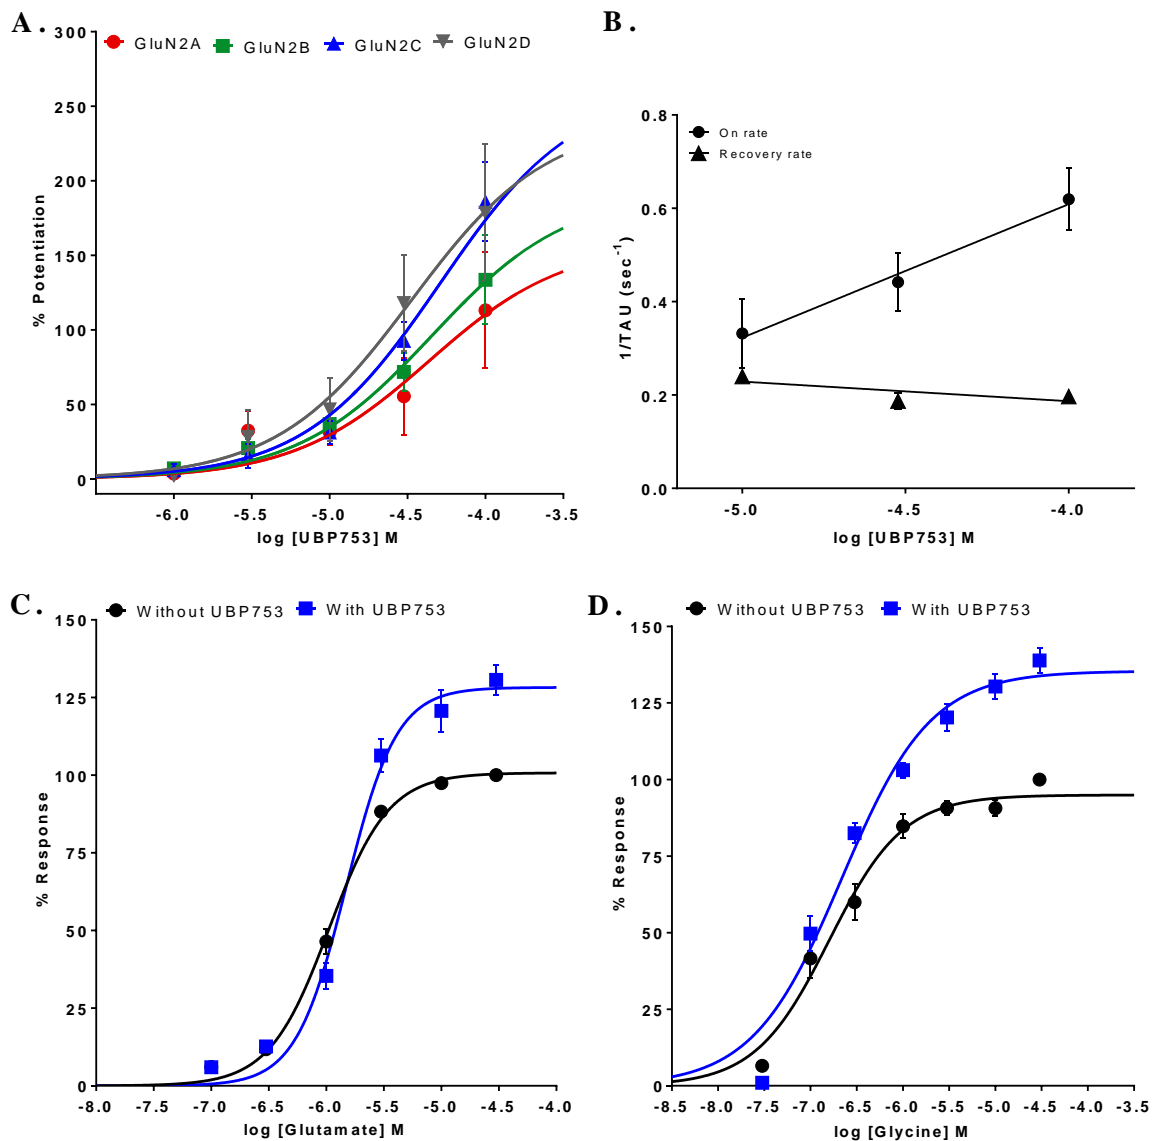 A.
GluN2A GluN2B GluN2C GluN2D
300
250
200
150
100
50
0
% Potentiation
-6.0 -5.5 -5.0 -4.5 -4.0 -3.5
log [UBP753] M
B.
On rate
Recovery rate
0.8
0.6
0.4
0.2
0.0
1/TAU (sec⁻¹)
-5.0 -4.5 -4.0
log [UBP753] M
C.
Without UBP753 With UBP753
150
125
100
75
50
25
0
% Response
-8.0 -7.5 -7.0 -6.5 -6.0 -5.5 -5.0 -4.5 -4.0
log [Glutamate] M
D.
Without UBP753 With UBP753
150
125
100
75
50
25
0
% Response
-8.5 -8.0 -7.5 -7.0 -6.5 -6.0 -5.5 -5.0 -4.5 -4.0 -3.5
log [Glycine] M